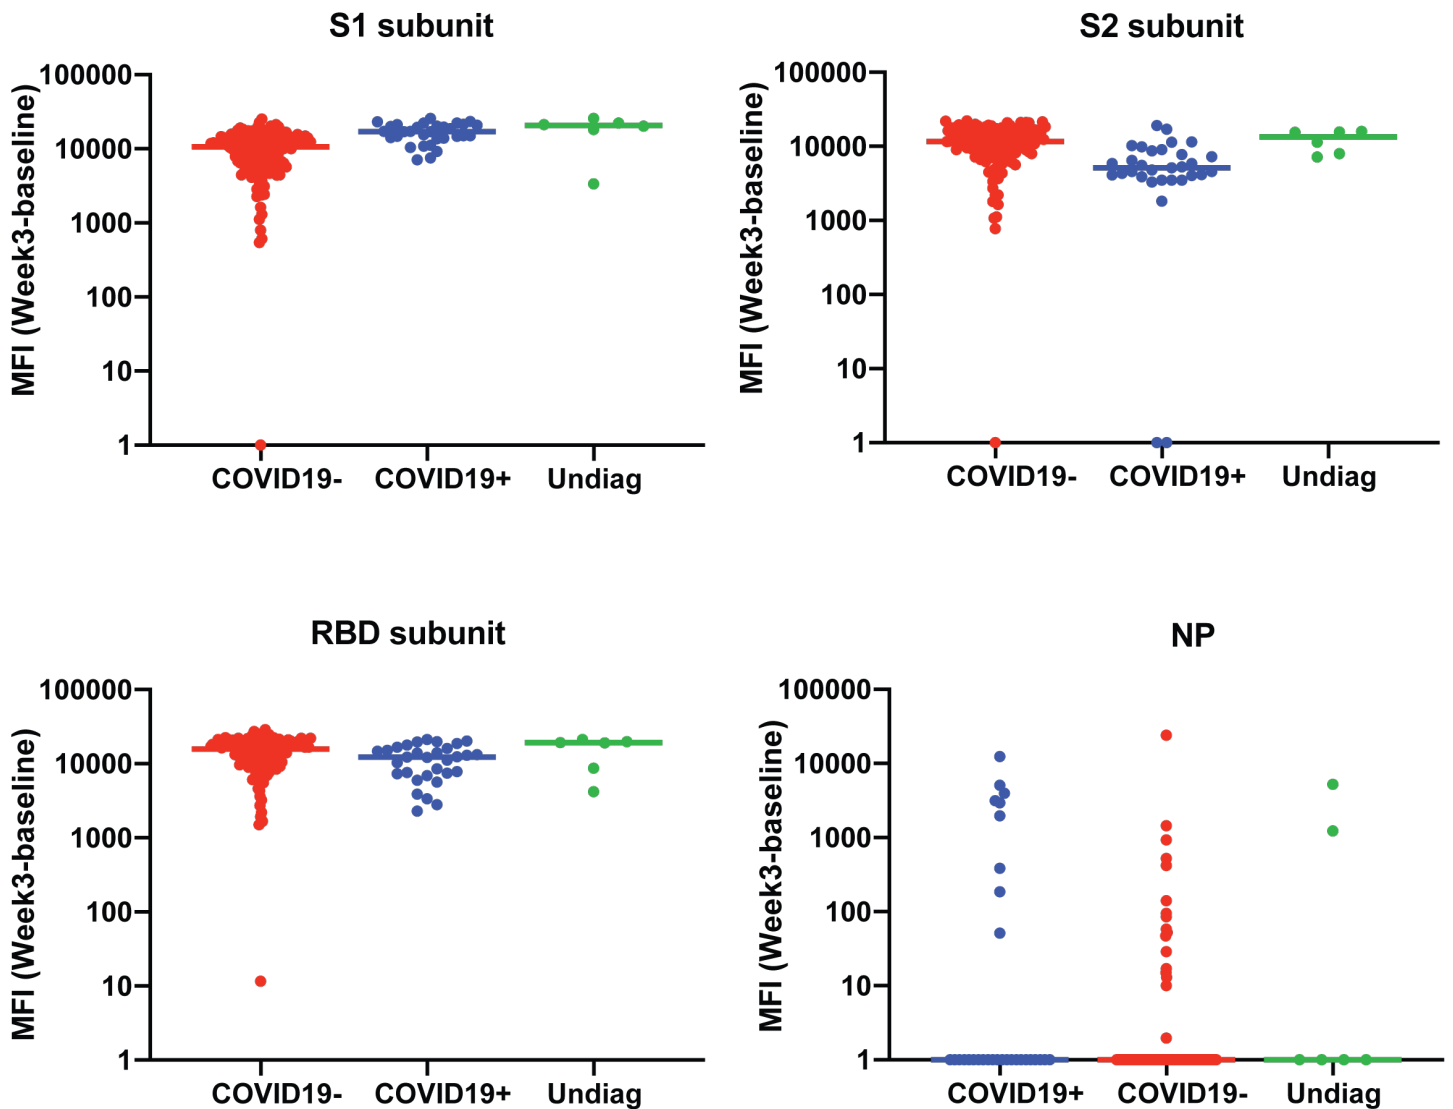 S1 subunit
MFI (Week3-baseline)
100000
10000
1000
100
10
1
COVID19- COVID19+ Undiag
S2 subunit
MFI (Week3-baseline)
100000
10000
1000
100
10
1
COVID19- COVID19+ Undiag
RBD subunit
MFI (Week3-baseline)
100000
10000
1000
100
10
1
COVID19- COVID19+ Undiag
NP
MFI (Week3-baseline)
100000
10000
1000
100
10
1
COVID19+ COVID19- Undiag